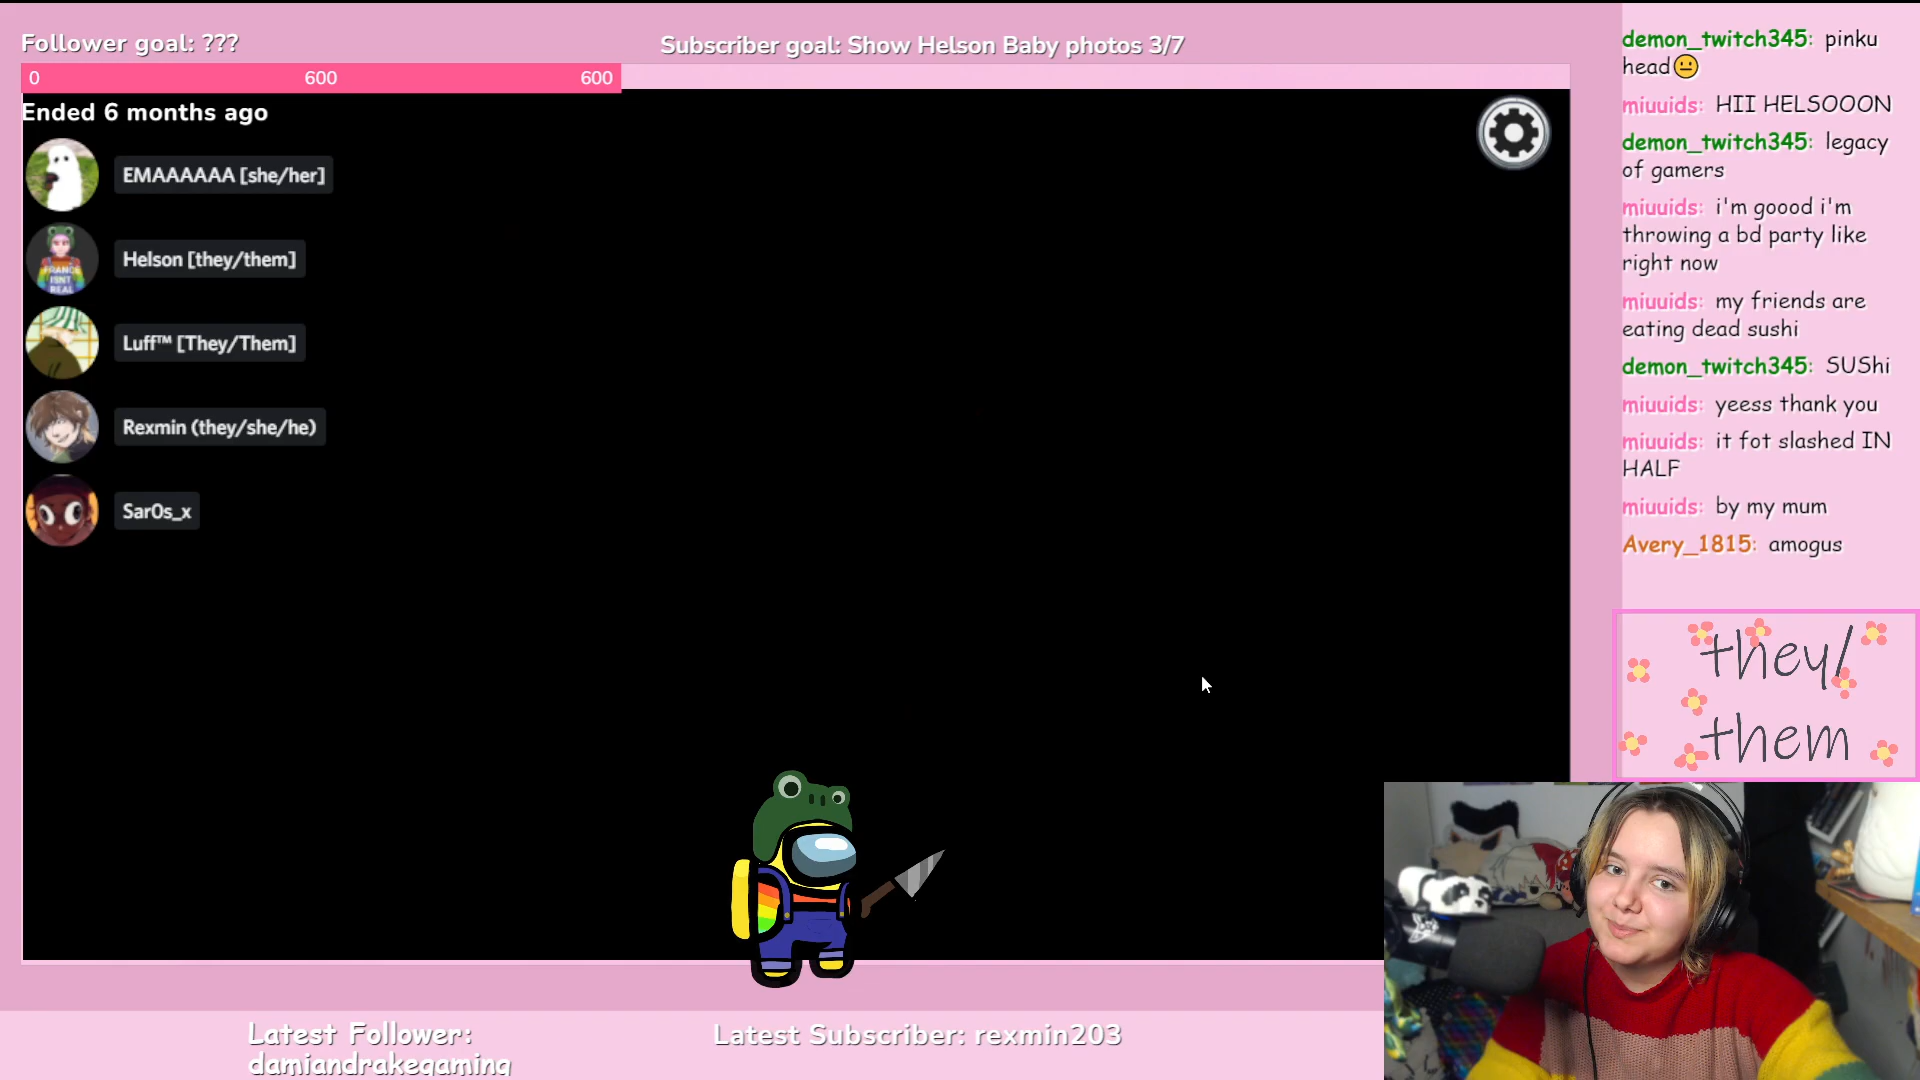 Follower goal: ???
Subscriber goal: Show Helson Baby photos 3/7
0 600 600
Ended 6 months ago
EMAAAAAA [she/her]
Helson [they/them]
FRANCE
ISNT
REAL
Luff™ [They/Them]
Rexmin (they/she/he)
Sar0s_x
demon_twitch345: pinku
head😐
miuuids: HII HELSOOON
demon_twitch345: legacy
of gamers
miuuids: i'm goood i'm
throwing a bd party like
right now
miuuids: my friends are
eating dead sushi
demon_twitch345: SUShi
miuuids: yeess thank you
miuuids: it fot slashed IN
HALF
miuuids: by my mum
Avery_1815: amogus
they/
them
Latest Follower:
damiandrakegaming
Latest Subscriber: rexmin203